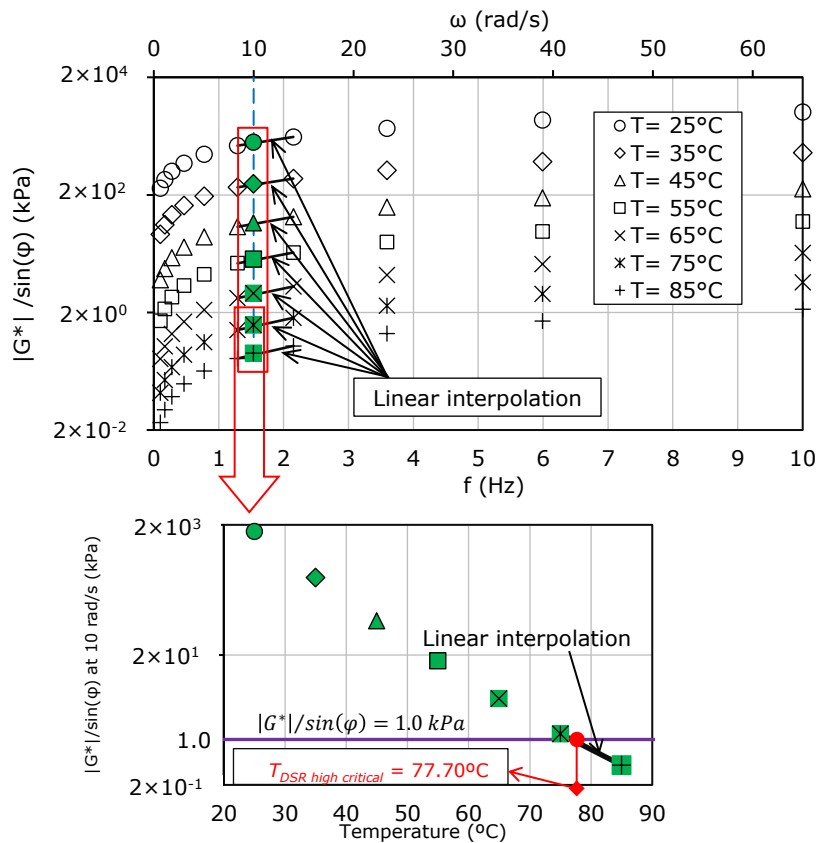 ω (rad/s)
0 10 20 30 40 50 60
2×10⁴
2×10²
2×10⁰
2×10⁻²
|G*|/sin(φ) (kPa)
T= 25°C
T= 35°C
T= 45°C
T= 55°C
T= 65°C
T= 75°C
T= 85°C
Linear interpolation
0 1 2 3 4 5 6 7 8 9 10
f (Hz)
2×10³
2×10¹
1.0
2×10⁻¹
|G*|/sin(φ) at 10 rad/s (kPa)
Linear interpolation
|G*|/sin(φ) = 1.0 kPa
T_DSR high critical = 77.70ºC
20 30 40 50 60 70 80 90
Temperature (ºC)